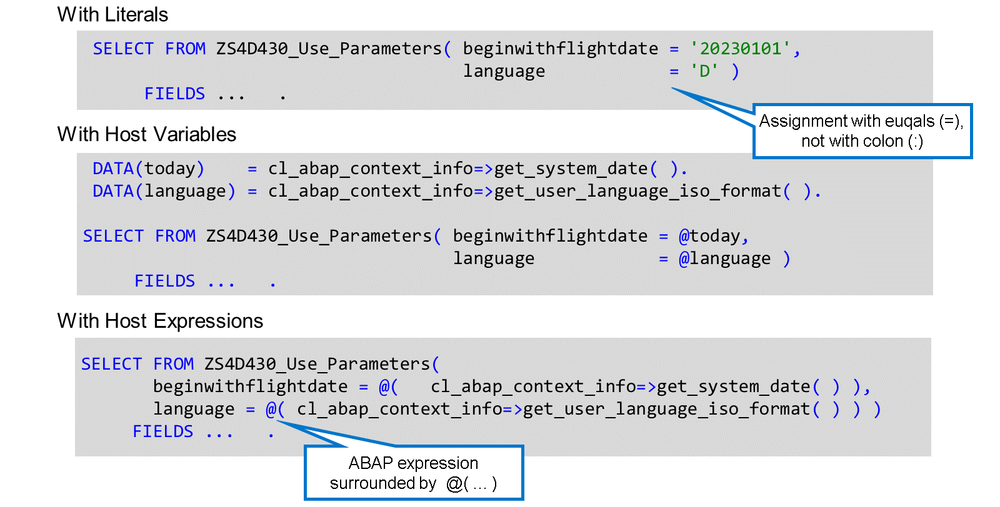 With Literals
SELECT FROM ZS4D430_Use_Parameters( beginwithflightdate = '20230101',
language = 'D' )
FIELDS ... .
Assignment with euqals (=),
not with colon (:)
With Host Variables
DATA(today) = cl_abap_context_info=>get_system_date( ).
DATA(language) = cl_abap_context_info=>get_user_language_iso_format( ).
SELECT FROM ZS4D430_Use_Parameters( beginwithflightdate = @today,
language = @language )
FIELDS ... .
With Host Expressions
SELECT FROM ZS4D430_Use_Parameters(
beginwithflightdate = @( cl_abap_context_info=>get_system_date( ) ),
language = @( cl_abap_context_info=>get_user_language_iso_format( ) ) )
FIELDS ... .
ABAP expression
surrounded by @( ... )